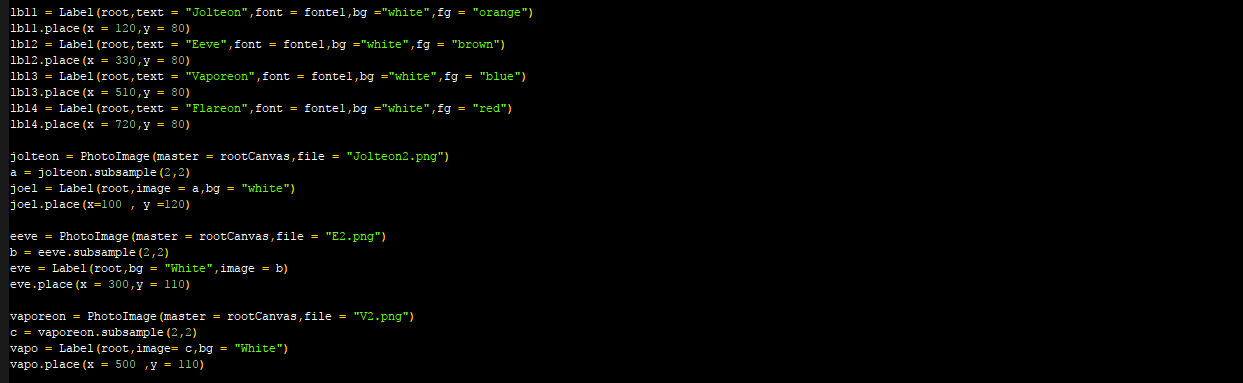 lbl1 = Label(root,text = "Jolteon",font = fontel,bg ="white",fg = "orange")
lbl1.place(x = 120,y = 80)
lbl2 = Label(root,text = "Eeve",font = fontel,bg ="white",fg = "brown")
lbl2.place(x = 330,y = 80)
lbl3 = Label(root,text = "Vaporeon",font = fontel,bg ="white",fg = "blue")
lbl3.place(x = 510,y = 80)
lbl4 = Label(root,text = "Flareon",font = fontel,bg ="white",fg = "red")
lbl4.place(x = 720,y = 80)
jolteon = PhotoImage(master = rootCanvas,file = "Jolteon2.png")
a = jolteon.subsample(2,2)
joel = Label(root,image = a,bg = "white")
joel.place(x=100 , y =120)
eeve = PhotoImage(master = rootCanvas,file = "E2.png")
b = eeve.subsample(2,2)
eve = Label(root,bg = "White",image = b)
eve.place(x = 300,y = 110)
vaporeon = PhotoImage(master = rootCanvas,file = "V2.png")
c = vaporeon.subsample(2,2)
vapo = Label(root,image= c,bg = "White")
vapo.place(x = 500 ,y = 110)